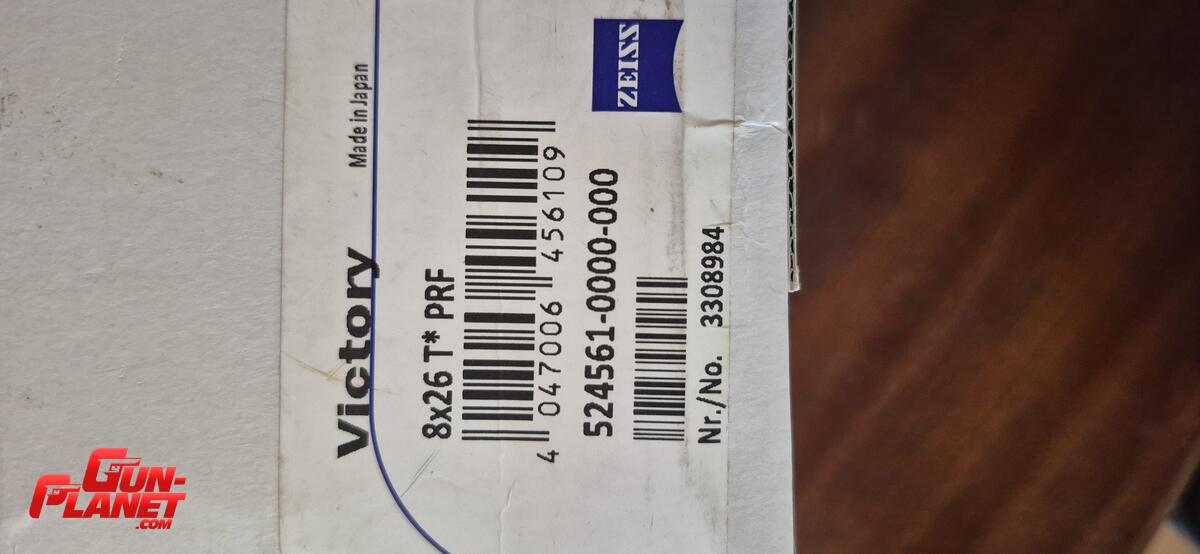 Victory
Made in Japan
8x26 T* PRF
4 047006 456109
524561-0000-000
Nr./No. 3308984
ZEISS
GUN-
PLANET
.COM